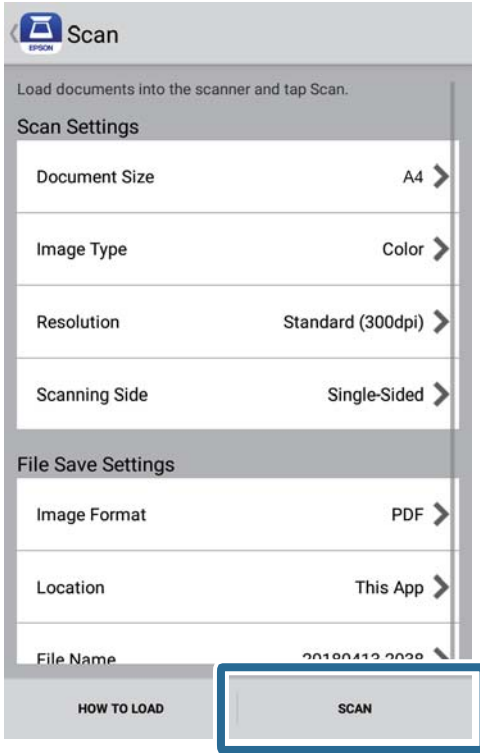 Scan
EPSON
Load documents into the scanner and tap Scan.
Scan Settings
Document Size A4
Image Type Color
Resolution Standard (300dpi)
Scanning Side Single-Sided
File Save Settings
Image Format PDF
Location This App
File Name 20180413 2038
HOW TO LOAD SCAN